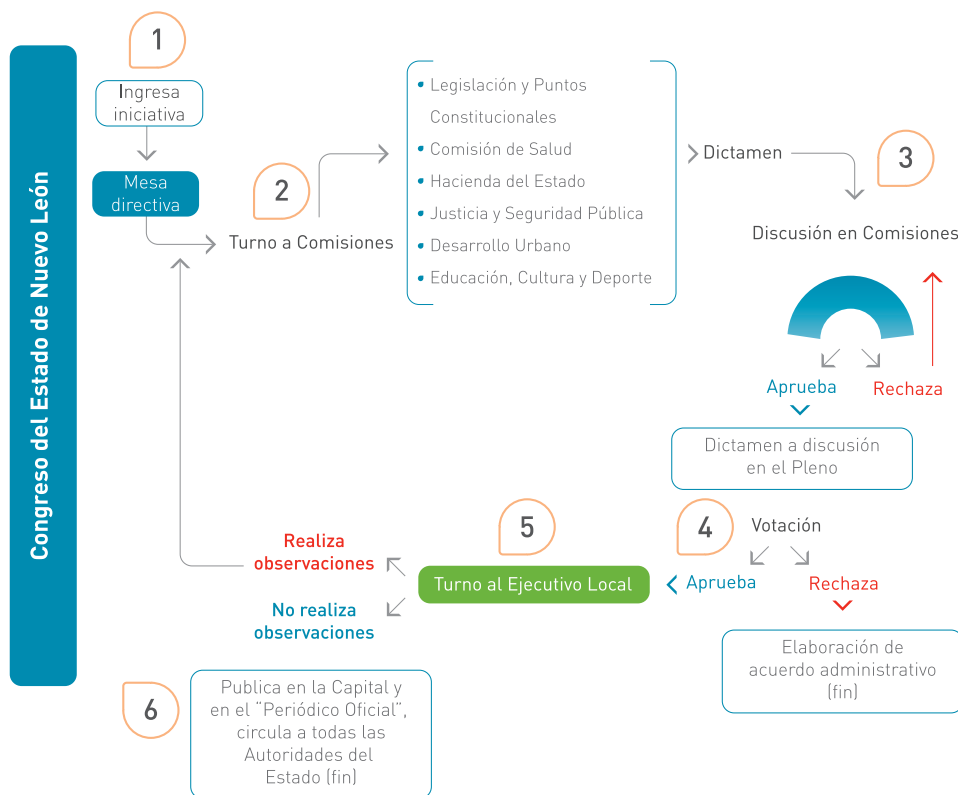 Congreso del Estado de Nuevo León
1
Ingresa
iniciativa
Mesa
directiva
2
Turno a Comisiones
• Legislación y Puntos
Constitucionales
• Comisión de Salud
• Hacienda del Estado
• Justicia y Seguridad Pública
• Desarrollo Urbano
• Educación, Cultura y Deporte
Dictamen
3
Discusión en Comisiones
Aprueba
Rechaza
Dictamen a discusión
en el Pleno
4
Votación
Aprueba
Rechaza
Elaboración de
acuerdo administrativo
(fin)
5
Turno al Ejecutivo Local
Realiza
observaciones
No realiza
observaciones
6
Publica en la Capital y
en el “Periódico Oficial”,
circula a todas las
Autoridades del
Estado (fin)